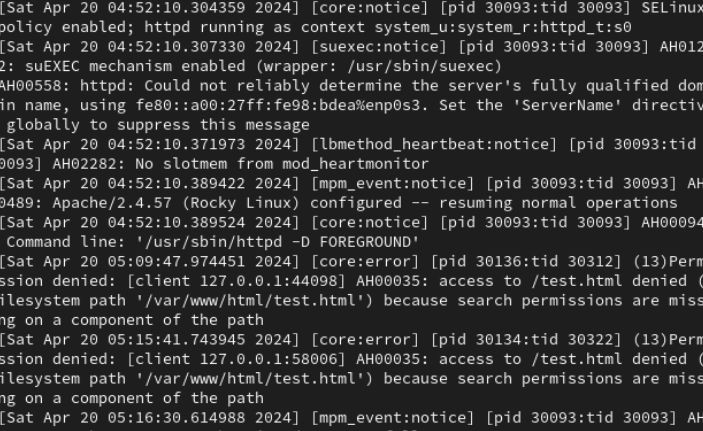 [Sat Apr 20 04:52:10.304359 2024] [core:notice] [pid 30093:tid 30093] SELinux
policy enabled; httpd running as context system_u:system_r:httpd_t:s0
[Sat Apr 20 04:52:10.307330 2024] [suexec:notice] [pid 30093:tid 30093] AH012
2: suEXEC mechanism enabled (wrapper: /usr/sbin/suexec)
AH00558: httpd: Could not reliably determine the server's fully qualified dom
in name, using fe80::a00:27ff:fe98:bdea%enp0s3. Set the 'ServerName' directiv
globally to suppress this message
[Sat Apr 20 04:52:10.371973 2024] [lbmethod_heartbeat:notice] [pid 30093:tid
0093] AH02282: No slotmem from mod_heartmonitor
[Sat Apr 20 04:52:10.389422 2024] [mpm_event:notice] [pid 30093:tid 30093] AH
0489: Apache/2.4.57 (Rocky Linux) configured -- resuming normal operations
[Sat Apr 20 04:52:10.389524 2024] [core:notice] [pid 30093:tid 30093] AH00094
Command line: '/usr/sbin/httpd -D FOREGROUND'
[Sat Apr 20 05:09:47.974451 2024] [core:error] [pid 30136:tid 30312] (13)Perm
ssion denied: [client 127.0.0.1:44098] AH00035: access to /test.html denied (
ilesystem path '/var/www/html/test.html') because search permissions are miss
ng on a component of the path
[Sat Apr 20 05:15:41.743945 2024] [core:error] [pid 30134:tid 30322] (13)Perm
ssion denied: [client 127.0.0.1:58006] AH00035: access to /test.html denied (
ilesystem path '/var/www/html/test.html') because search permissions are miss
ng on a component of the path
[Sat Apr 20 05:16:30.614988 2024] [mpm_event:notice] [pid 30093:tid 30093] AH